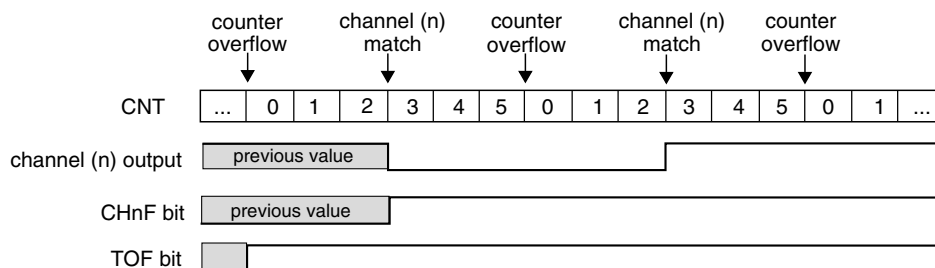 counter overflow
channel (n) match
counter overflow
channel (n) match
counter overflow
CNT ... 0 1 2 3 4 5 0 1 2 3 4 5 0 1 ...
channel (n) output previous value
CHnF bit previous value
TOF bit